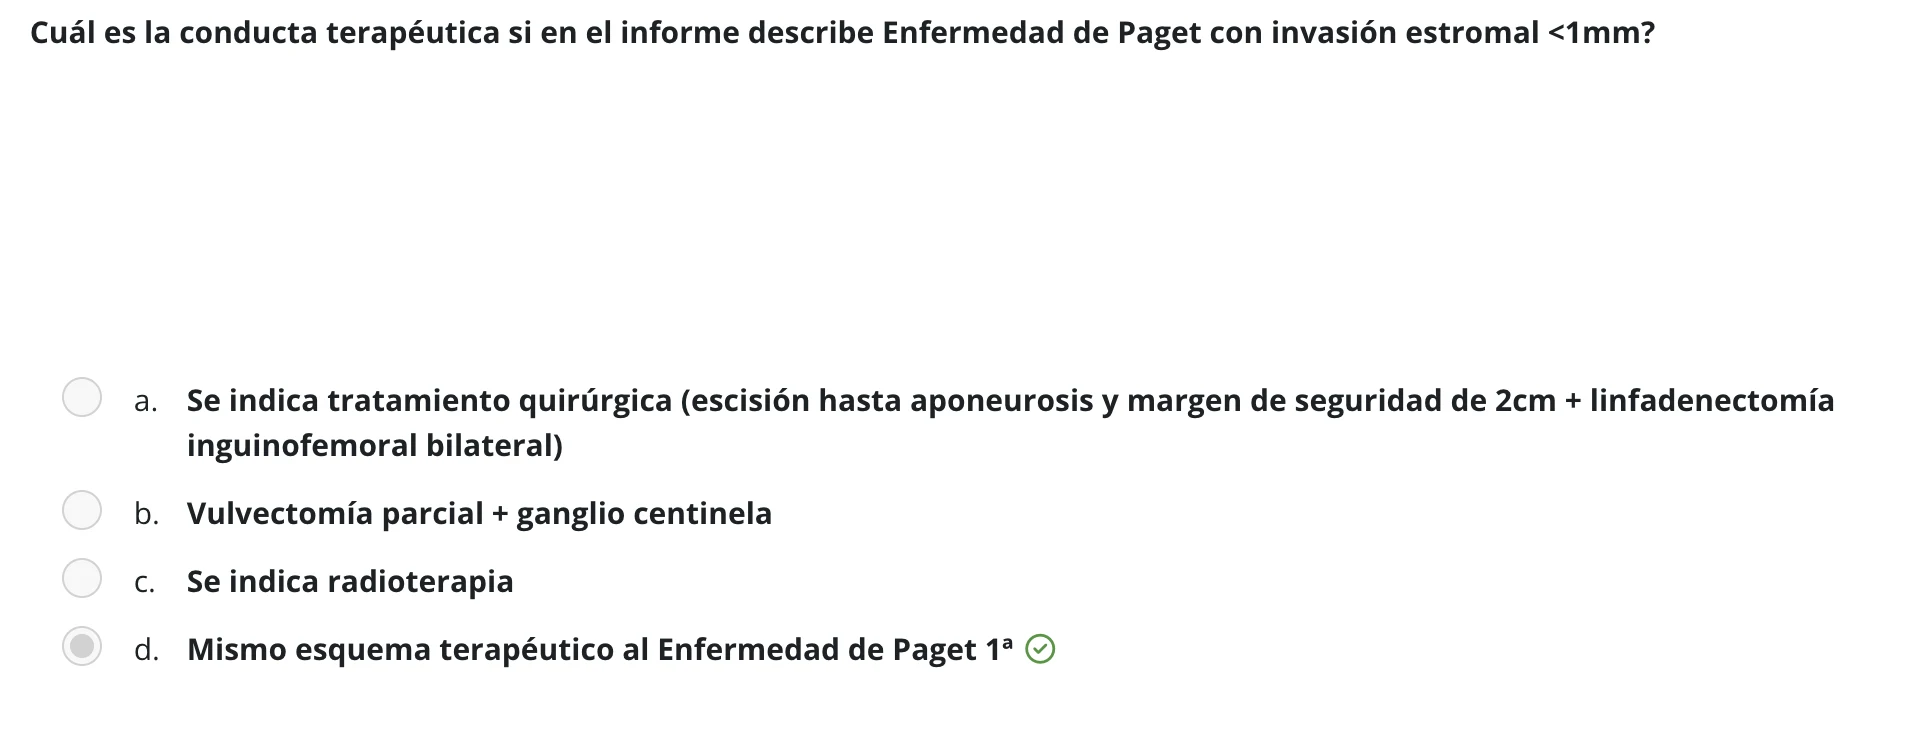 Cuál es la conducta terapéutica si en el informe describe Enfermedad de Paget con invasión estromal <1mm?
a. Se indica tratamiento quirúrgica (escisión hasta aponeurosis y margen de seguridad de 2cm + linfadenectomía
inguinofemoral bilateral)
b. Vulvectomía parcial + ganglio centinela
c. Se indica radioterapia
d. Mismo esquema terapéutico al Enfermedad de Paget 1ª